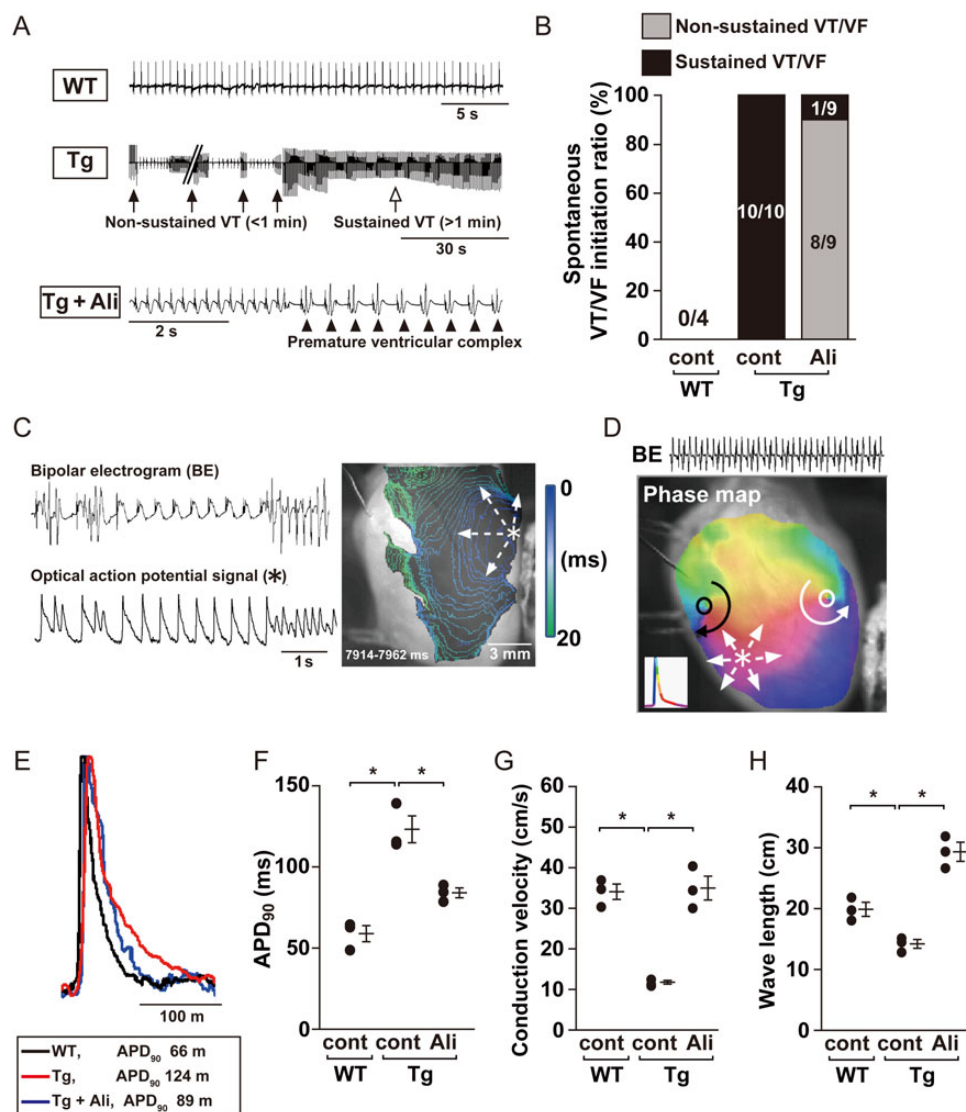 A
WT
5 s
Tg
Non-sustained VT (<1 min)
Sustained VT (>1 min)
30 s
Tg + Ali
2 s
Premature ventricular complex
B
Non-sustained VT/VF
Sustained VT/VF
Spontaneous
VT/VF initiation ratio (%)
100
80
60
40
20
0
0/4
10/10
1/9
8/9
cont
cont
Ali
WT
Tg
C
Bipolar electrogram (BE)
Optical action potential signal (*)
1 s
7914-7962 ms
3 mm
0
(ms)
20
D
BE
Phase map
E
100 m
WT, APD90 66 m
Tg, APD90 124 m
Tg + Ali, APD90 89 m
F
APD90 (ms)
150
100
50
0
* *
cont
cont Ali
WT
Tg
G
Conduction velocity (cm/s)
60
50
40
30
20
10
0
* *
cont
cont Ali
WT
Tg
H
Wave length (cm)
40
30
20
10
0
* *
cont
cont Ali
WT
Tg